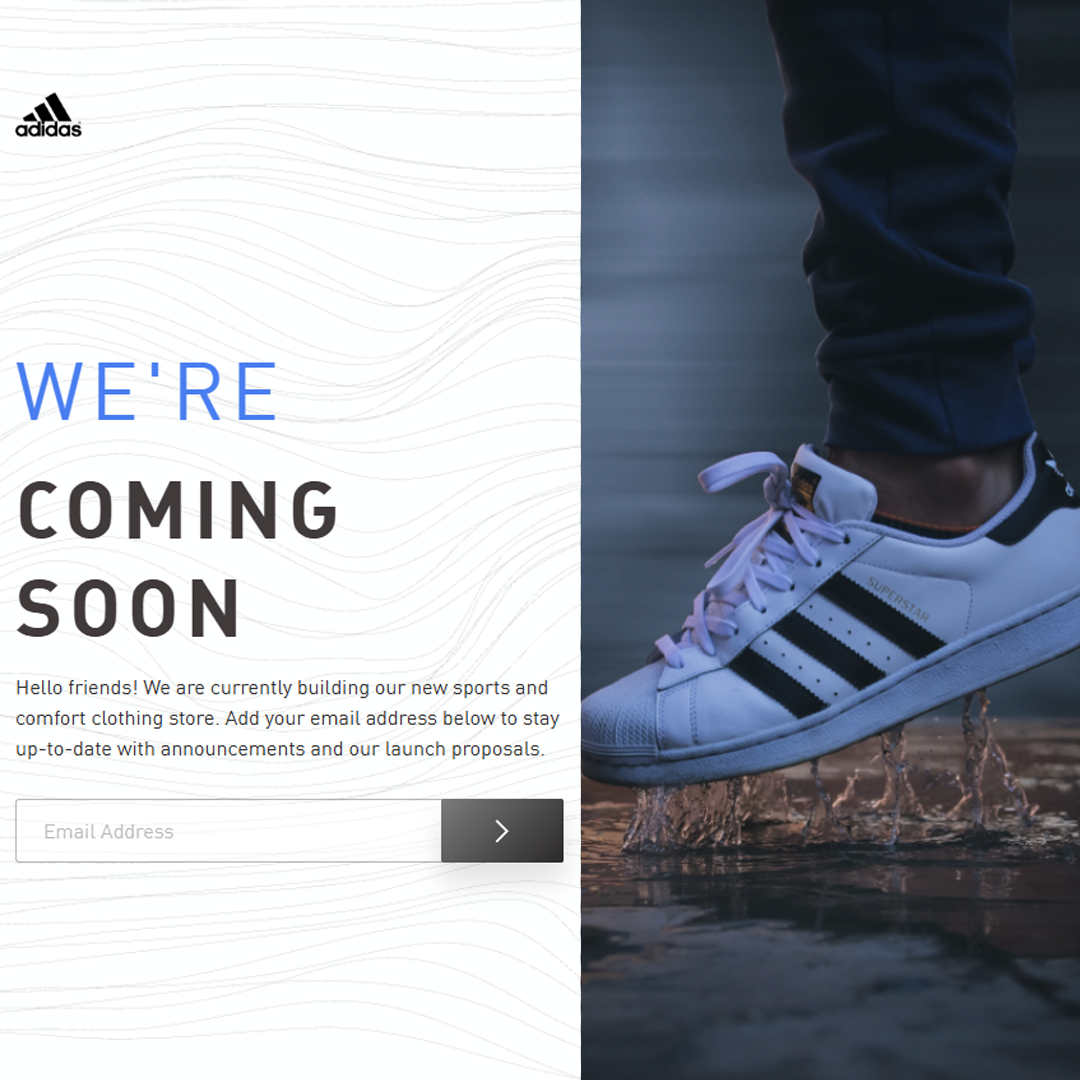 adidas
WE'RE
COMING
SOON
Hello friends! We are currently building our new sports and
comfort clothing store. Add your email address below to stay
up-to-date with announcements and our launch proposals.
Email Address
SUPERSTAR